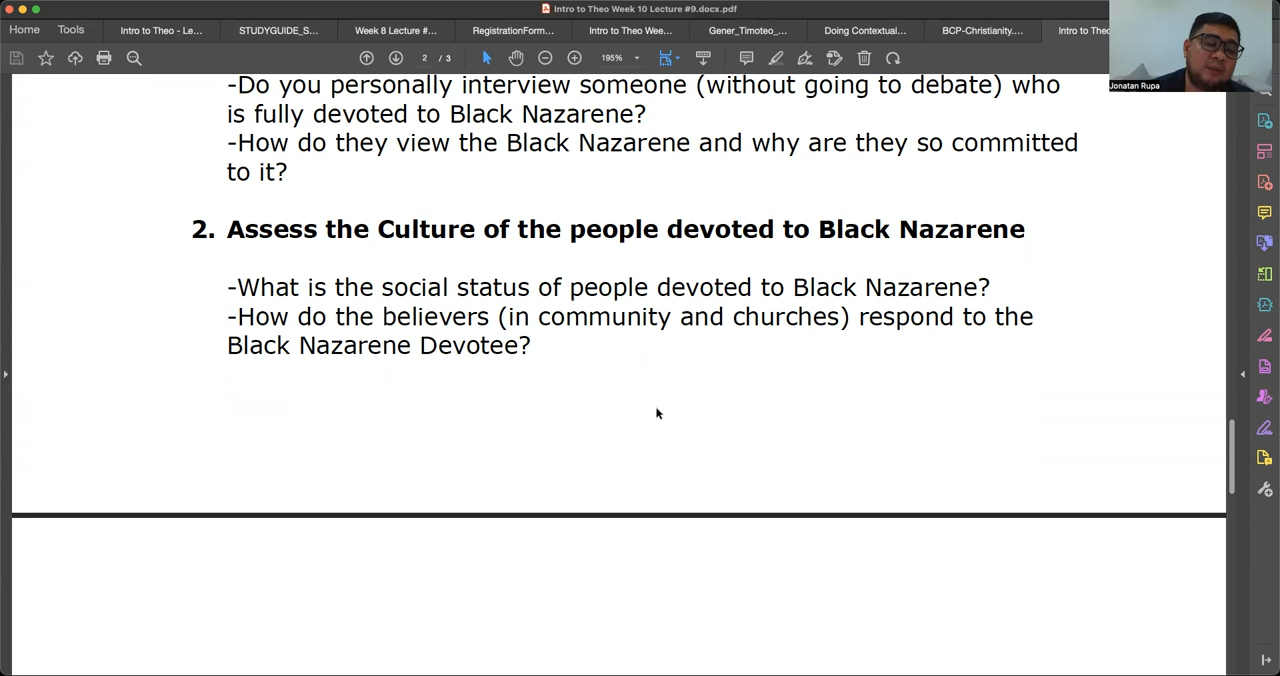 Intro to Theo Week 10 Lecture #9.docx.pdf
Home Tools Intro to Theo - Le... STUDYGUIDE_S... Week 8 Lecture #... RegistrationForm... Intro to Theo Wee... Gener_Timoteo_... Doing Contextual... BCP-Christianity.... Intro to Theo
2 / 3 195%
Jonatan Rupa
-Do you personally interview someone (without going to debate) who
is fully devoted to Black Nazarene?
-How do they view the Black Nazarene and why are they so committed
to it?
2. Assess the Culture of the people devoted to Black Nazarene
-What is the social status of people devoted to Black Nazarene?
-How do the believers (in community and churches) respond to the
Black Nazarene Devotee?